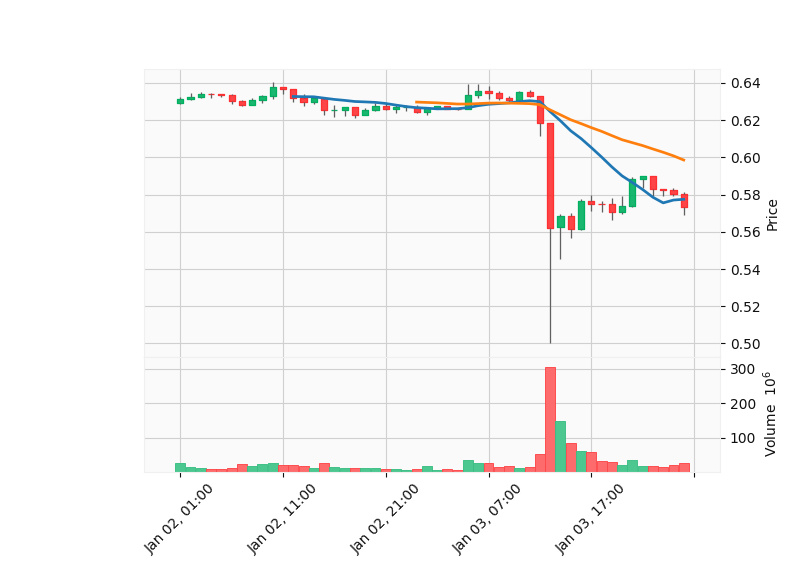 0.64
0.62
0.60
0.58
0.56
0.54
0.52
0.50
Price
300
200
100
Volume 10^6
Jan 02, 01:00
Jan 02, 11:00
Jan 02, 21:00
Jan 03, 07:00
Jan 03, 17:00